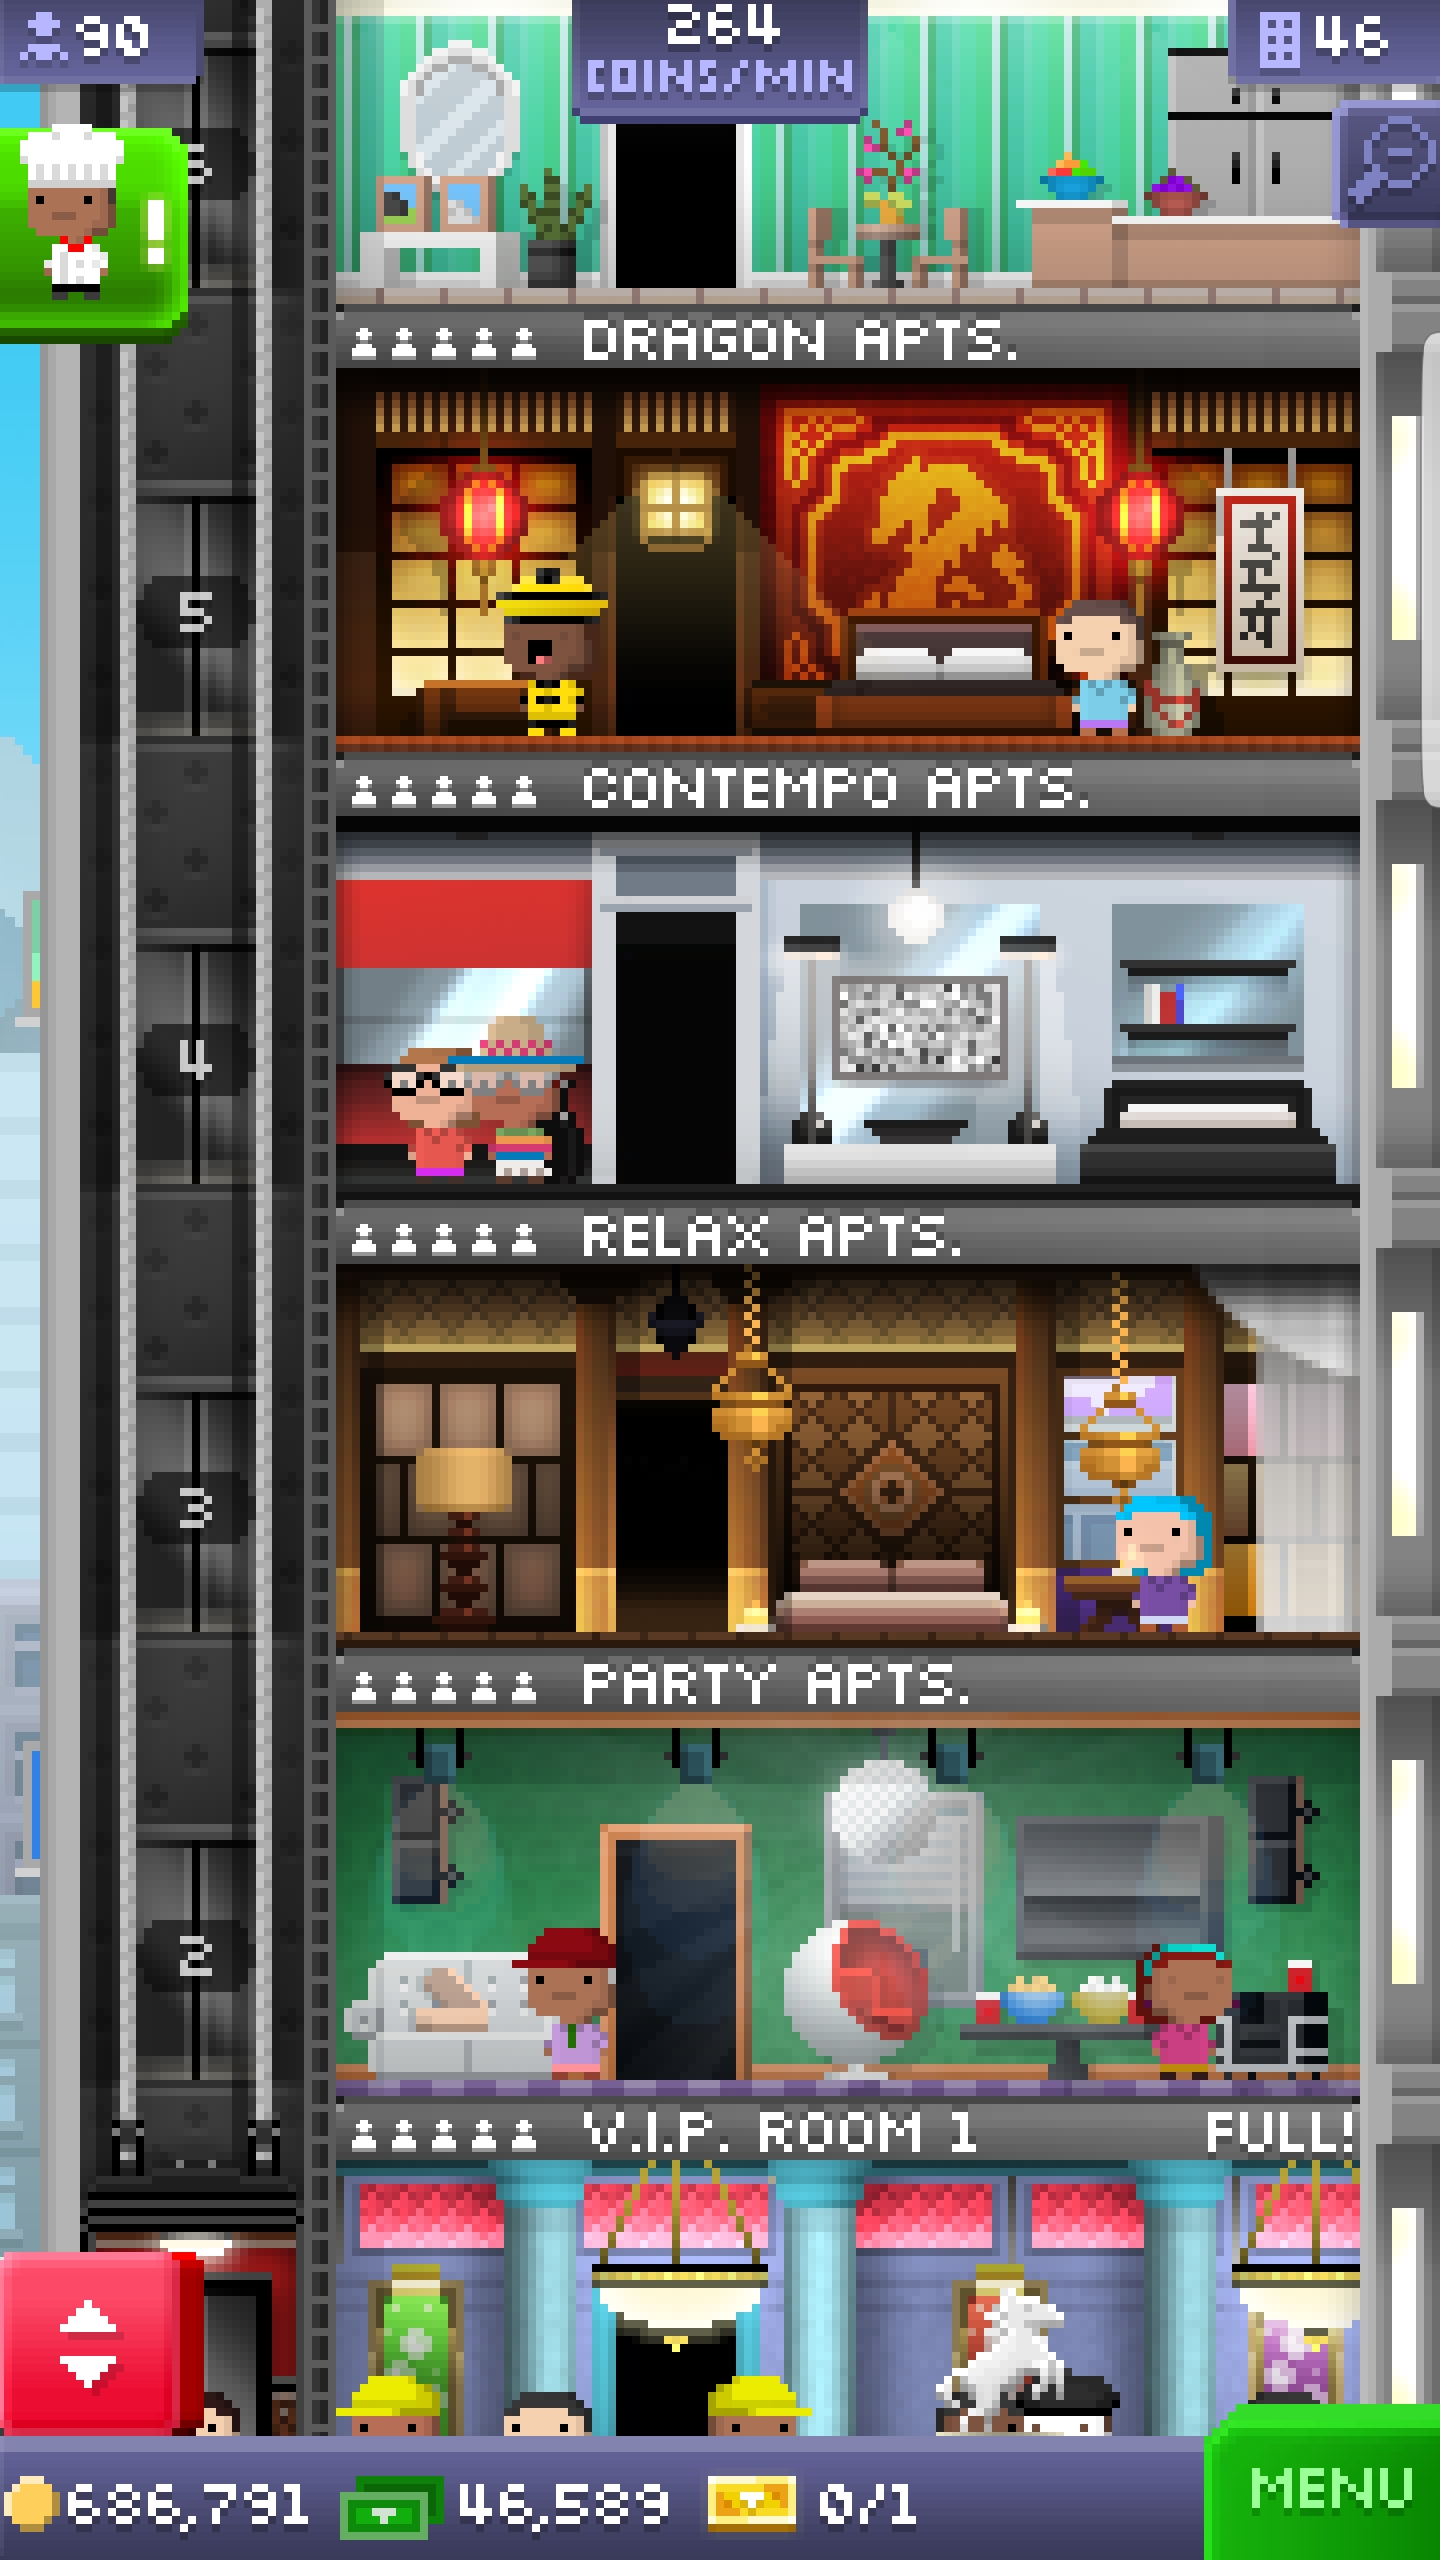 90
264
COINS/MIN
46
!
DRAGON APTS.
5
CONTEMPO APTS.
4
RELAX APTS.
3
PARTY APTS.
2
V.I.P. ROOM 1 FULL!
686,791 46,589 0/1 MENU